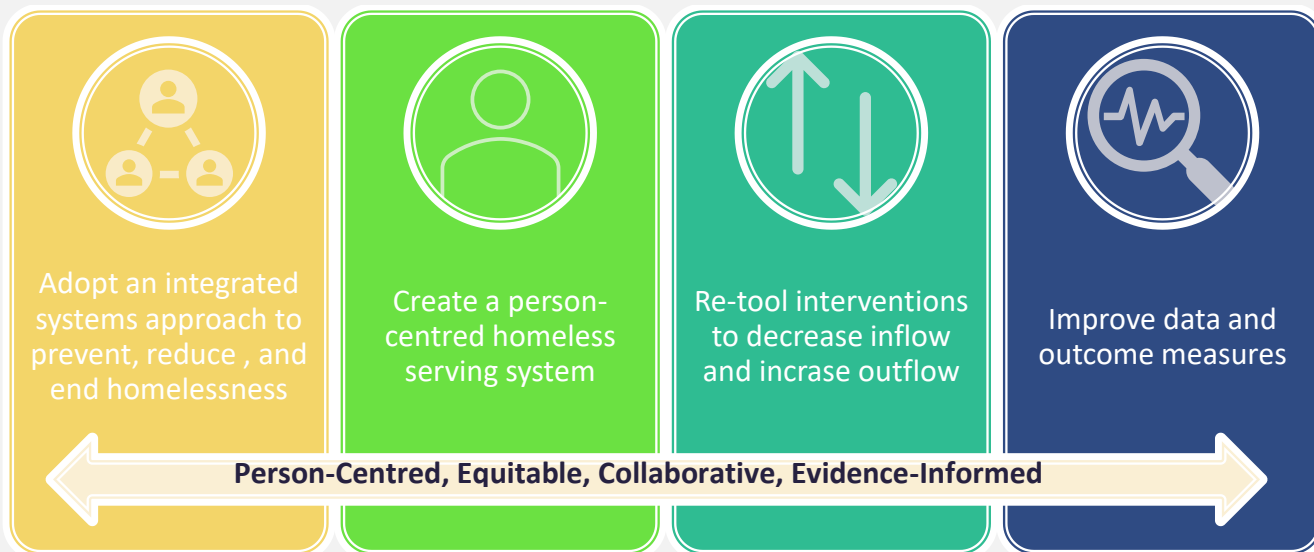 Adopt an integrated
systems approach to
prevent, reduce , and
end homelessness
Create a person-
centred homeless
serving system
Re-tool interventions
to decrease inflow
and incrase outflow
Improve data and
outcome measures
Person-Centred, Equitable, Collaborative, Evidence-Informed